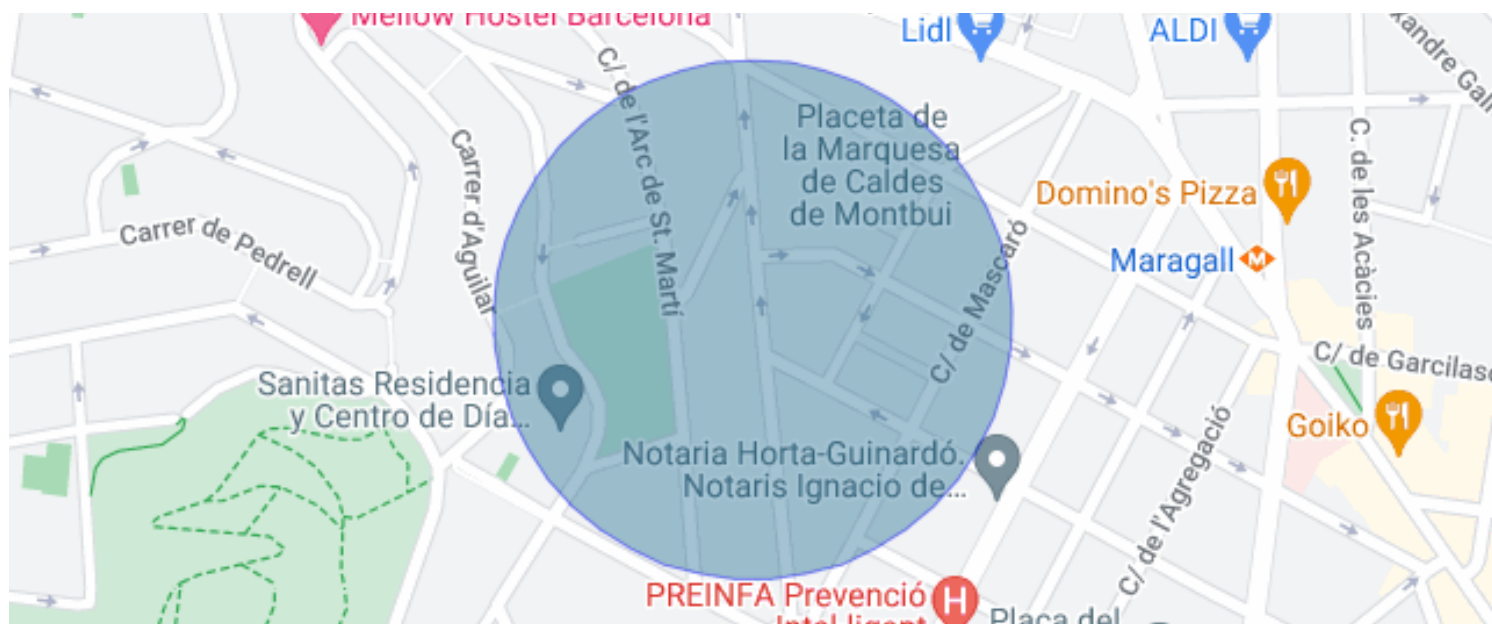 Mellow Hostel Barcelona
Lidl
ALDI
C/ de l'Arc de St. Martí
Placeta de
la Marquesa
de Caldes
de Montbui
Carrer d'Aguilar
Carrer de Pedrell
Domino's Pizza
C. de les Acàcies
Maragall
M
C/ de Mascaró
C/ de Garcilaso
Sanitas Residencia
y Centro de Día...
Goiko
Notaria Horta-Guinardó.
Notaris Ignacio de...
C/ de l'Agregació
PREINFA Prevenció
H
Intel·ligent
Plaça del